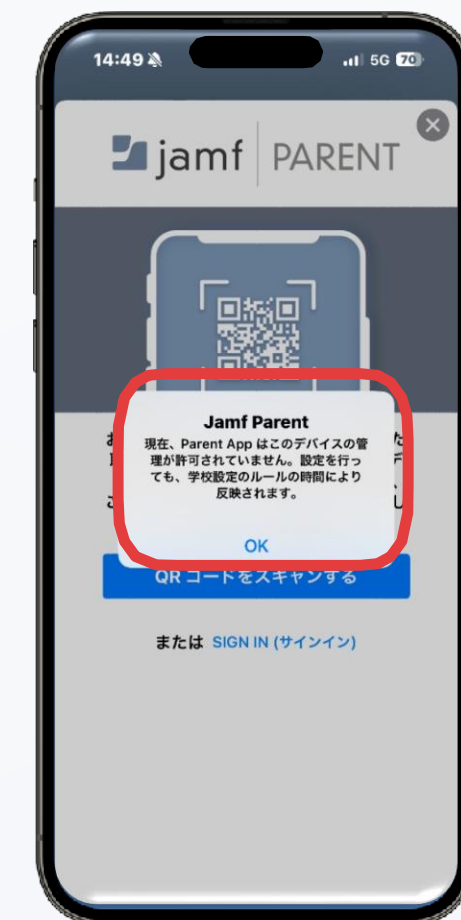 14:49
5G 70
jamf PARENT
Jamf Parent
現在、Parent App はこのデバイスの管
理が許可されていません。設定を行っ
ても、学校設定のルールの時間により
反映されます。
OK
QR コードをスキャンする
または SIGN IN (サインイン)